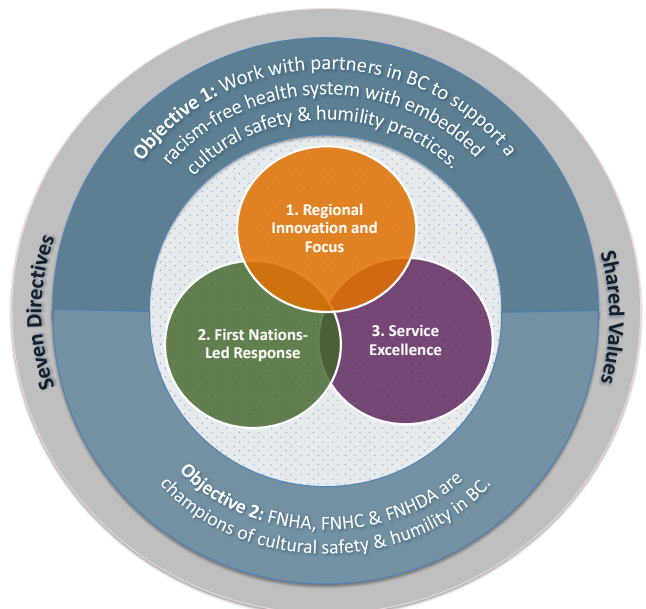 Objective 1: Work with partners in BC to support a
racism-free health system with embedded
cultural safety & humility practices.
1. Regional
Innovation and
Focus
2. First Nations-
Led Response
3. Service
Excellence
Seven Directives
Shared Values
Objective 2: FNHA, FNHC & FNHDA are
champions of cultural safety & humility in BC.